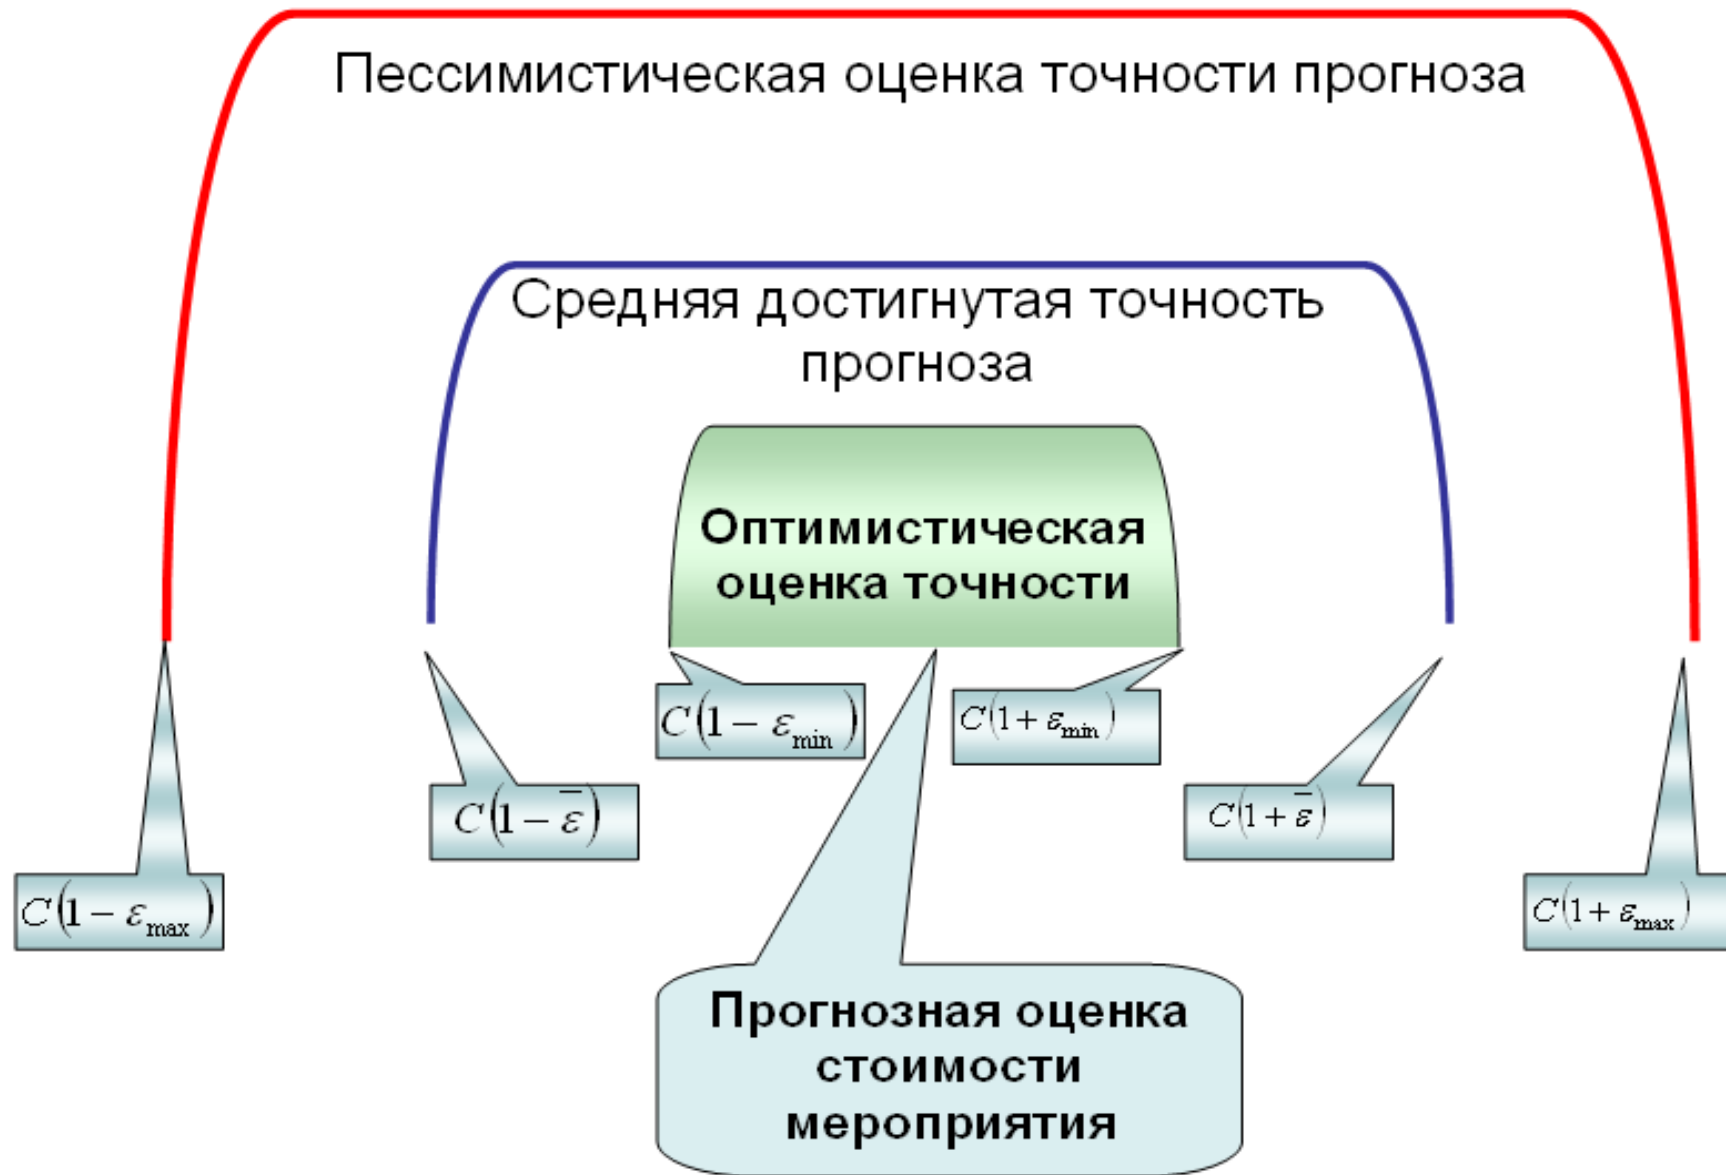 Пессимистическая оценка точности прогноза
Средняя достигнутая точность
прогноза
Оптимистическая
оценка точности
C(1 − ε_min)
C(1 + ε_min)
C(1 − ε̅)
C(1 + ε̅)
C(1 − ε_max)
C(1 + ε_max)
Прогнозная оценка
стоимости
мероприятия